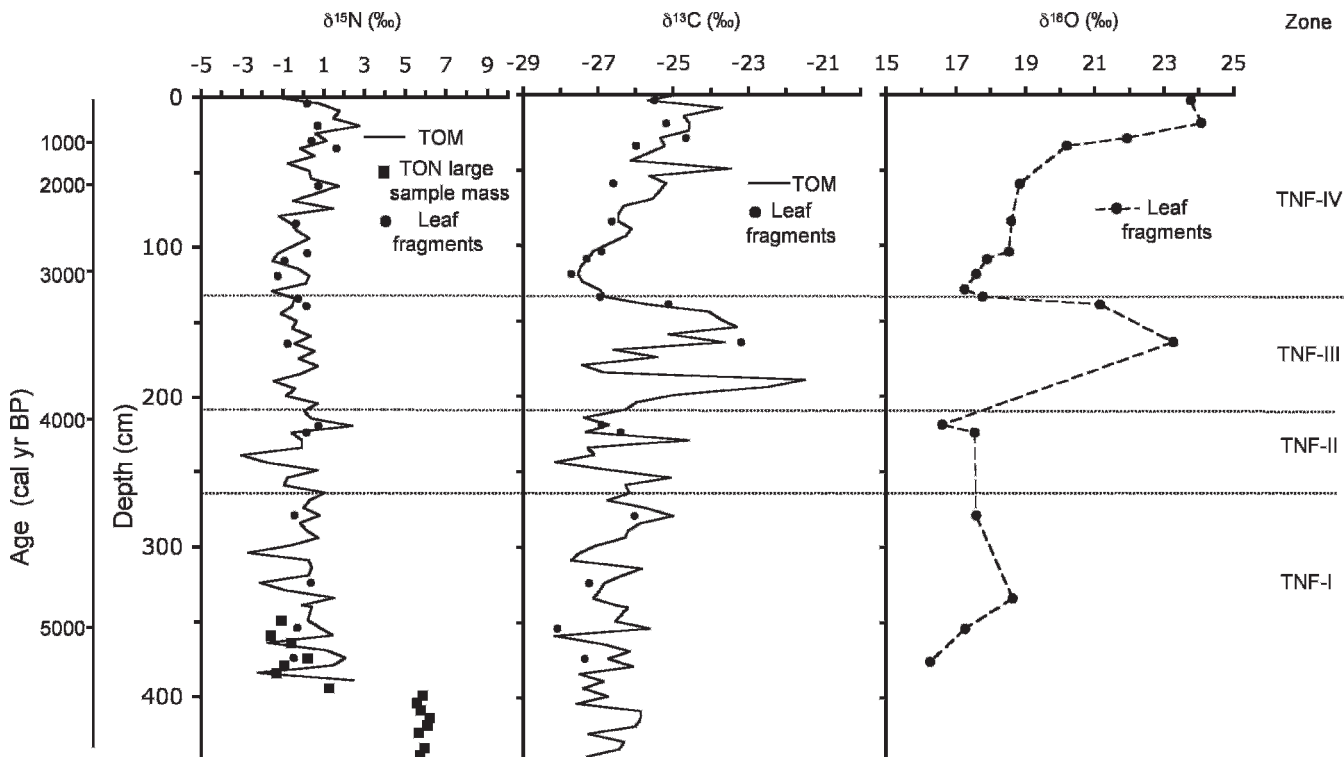 δ¹⁵N (‰)
δ¹³C (‰)
δ¹⁸O (‰)
Zone
-5 -3 -1 1 3 5 7 9
-29 -27 -25 -23 -21
15 17 19 21 23 25
0
100
200
300
400
Depth (cm)
1000
2000
3000
4000
5000
Age (cal yr BP)
TOM
TON large
sample mass
Leaf
fragments
TOM
Leaf
fragments
Leaf
fragments
TNF-IV
TNF-III
TNF-II
TNF-I